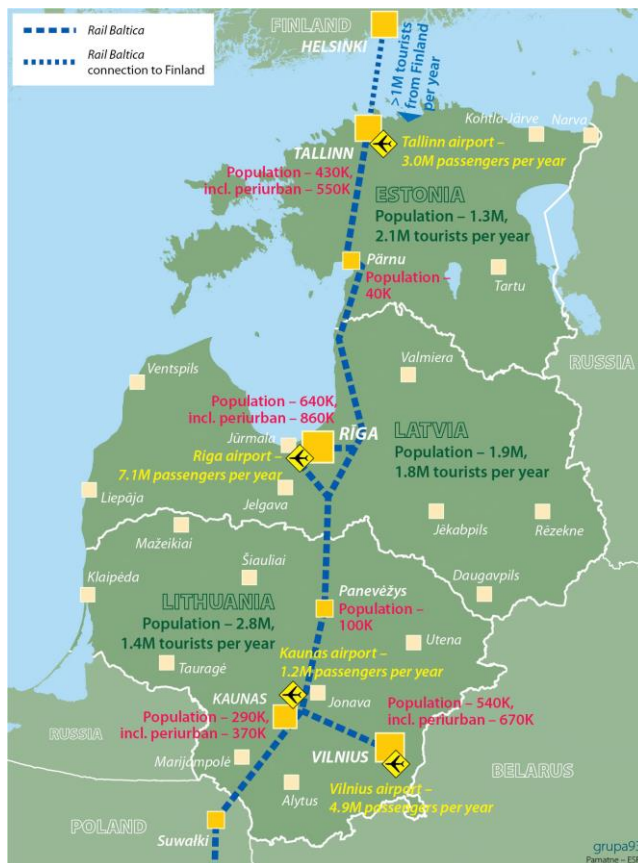 Rail Baltica
Rail Baltica
connection to Finland
FINLAND
HELSINKI
>1M tourists
from Finland
per year
Kohtla-Järve
Narva
TALLINN
Tallinn airport –
3.0M passengers per year
Population – 430K,
incl. periurban – 550K
ESTONIA
Population – 1.3M,
2.1M tourists per year
Pärnu
Population –
40K
Tartu
RUSSIA
Ventspils
Valmiera
Population – 640K,
incl. periurban – 860K
Jūrmala
RĪGA
Riga airport –
7.1M passengers per year
LATVIA
Population – 1.9M,
1.8M tourists per year
Liepāja
Jelgava
Jēkabpils
Rēzekne
Mažeikiai
Šiauliai
Klaipėda
Daugavpils
LITHUANIA
Population – 2.8M,
1.4M tourists per year
Panevėžys
Population –
100K
Utena
Kaunas airport –
1.2M passengers per year
Tauragė
KAUNAS
Jonava
Population – 290K,
incl. periurban – 370K
Population – 540K,
incl. periurban – 670K
RUSSIA
Marijampolė
VILNIUS
Vilnius airport –
4.9M passengers per year
Alytus
BELARUS
POLAND
Suwałki
grupa93
Pamatne – ESRI